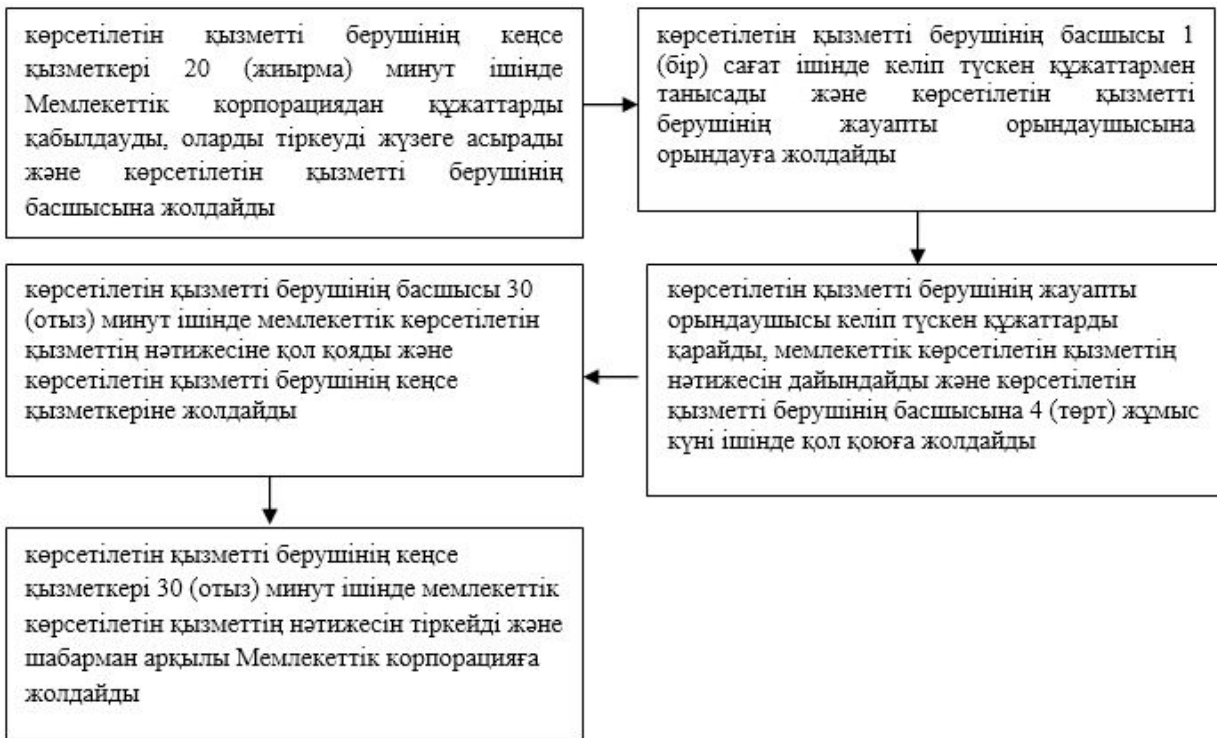 көрсетілетін қызметті берушінің кеңсе
қызметкері 20 (жиырма) минут ішінде
Мемлекеттік корпорациядан құжаттарды
қабылдауды, оларды тіркеуді жүзеге асырады
және көрсетілетін қызметті берушінің
басшысына жолдайды
көрсетілетін қызметті берушінің басшысы 1
(бір) сағат ішінде келіп түскен құжаттармен
танысады және көрсетілетін қызметті
берушінің жауапты орындаушысына
орындауға жолдайды
көрсетілетін қызметті берушінің жауапты
орындаушысы келіп түскен құжаттарды
қарайды, мемлекеттік көрсетілетін қызметтің
нәтижесін дайындайды және көрсетілетін
қызметті берушінің басшысына 4 (төрт) жұмыс
күні ішінде қол қоюға жолдайды
көрсетілетін қызметті берушінің басшысы 30
(отыз) минут ішінде мемлекеттік көрсетілетін
қызметтің нәтижесіне қол қояды және
көрсетілетін қызметті берушінің кеңсе
қызметкеріне жолдайды
көрсетілетін қызметті берушінің кеңсе
қызметкері 30 (отыз) минут ішінде мемлекеттік
көрсетілетін қызметтің нәтижесін тіркейді және
шабарман арқылы Мемлекеттік корпорацияға
жолдайды